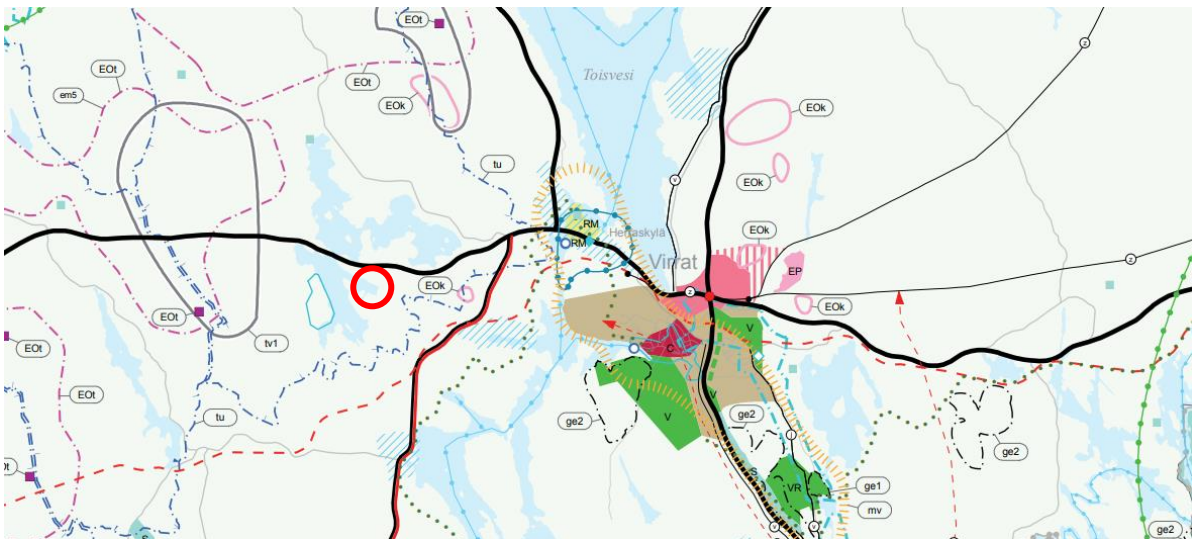 EOt
EOt
EOt
Toisvesi
z
em5
EOk
EOk
tu
v
EOk
RM
Herraskylä
RM
EOk
Virrat
z
EP
EOk
z
EOk
EOt
tv1
EOt
V
C
EOt
tu
V
V
ge2
ge2
ge2
VR
ge1
mv
S
v
v
ge2